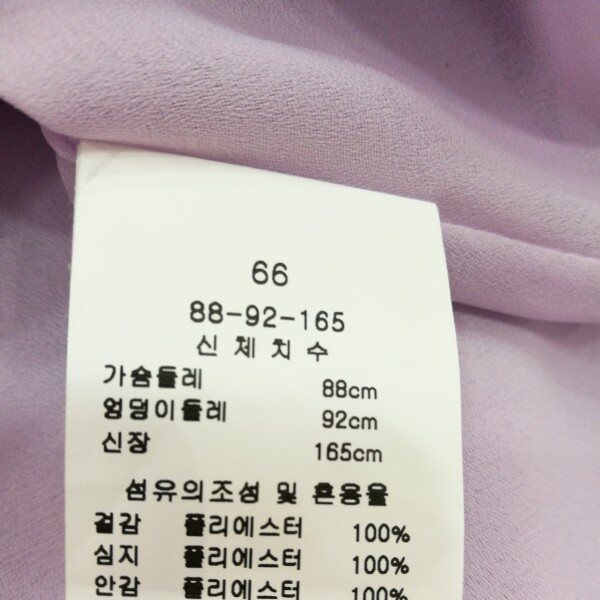 66
88-92-165
신체치수
가슴둘레 88cm
엉덩이둘레 92cm
신장 165cm
섬유의조성 및 혼용율
겉감 폴리에스터 100%
심지 폴리에스터 100%
안감 폴리에스터 100%